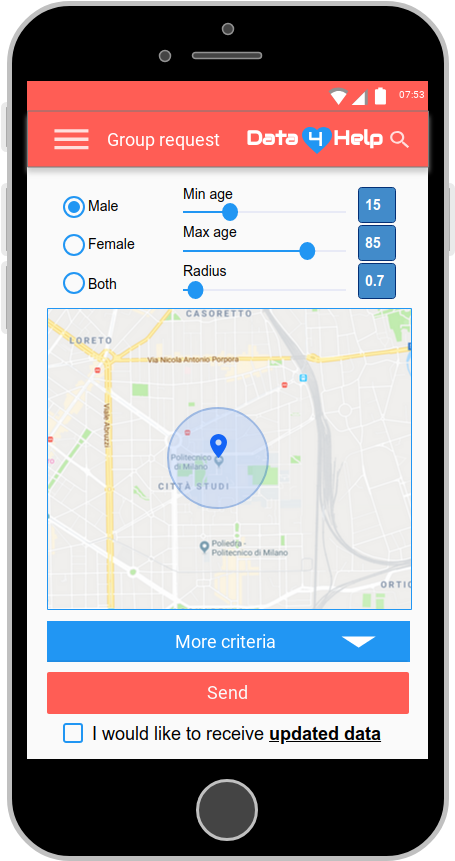 07:53
Group request
Data 4 Help
Min age
Male
15
Max age
Female
85
Radius
Both
0.7
CASORETTO
LORETO
Via Nicola Antonio Porpora
Viale Abruzzi
Politecnico
di Milano
CITTÀ STUDI
Poliedra -
Politecnico di Milano
ORTIC
More criteria
Send
I would like to receive updated data